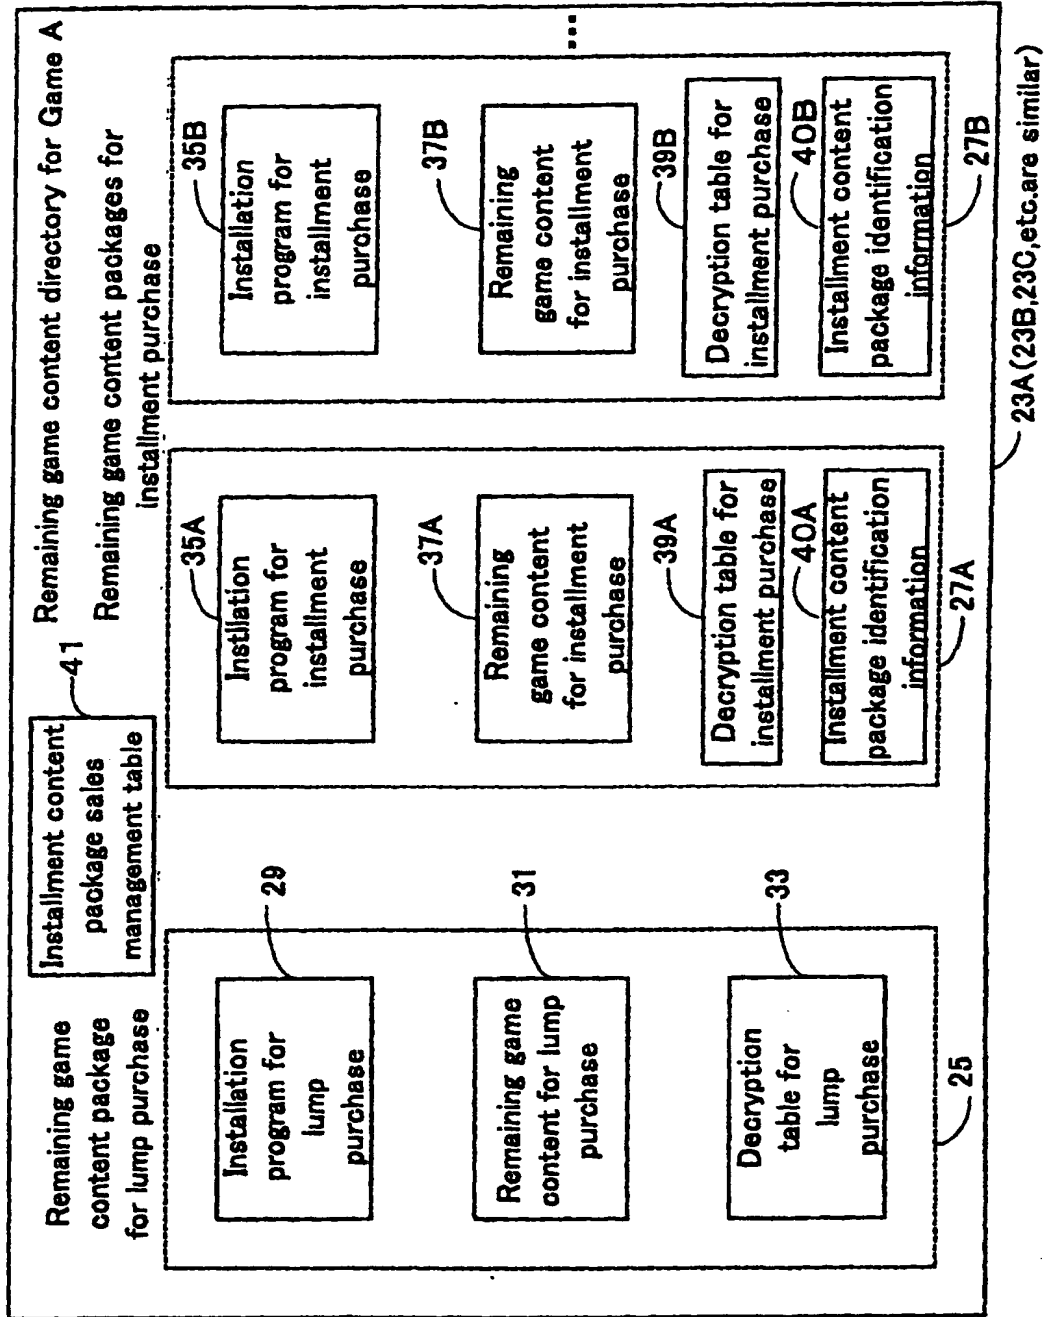 Remaining game content directory for Game A
Remaining game
content package
for lump purchase
Installment content
package sales
management table
41
Remaining game content packages for
installment purchase
Installation
program for
lump
purchase
29
Remaining game
content for lump
purchase
31
Decryption
table for
lump
purchase
33
25
Instllation
program for
installment
purchase
35A
Remaining
game content
for installment
purchase
37A
Decryption table for
installment purchase
39A
Installment content
package identification
information
40A
27A
Installation
program for
installment
purchase
35B
Remaining
game content
for installment
purchase
37B
Decryption table for
installment purchase
39B
Installment content
package identification
information
40B
27B
...
23A(23B,23C,etc.are similar)